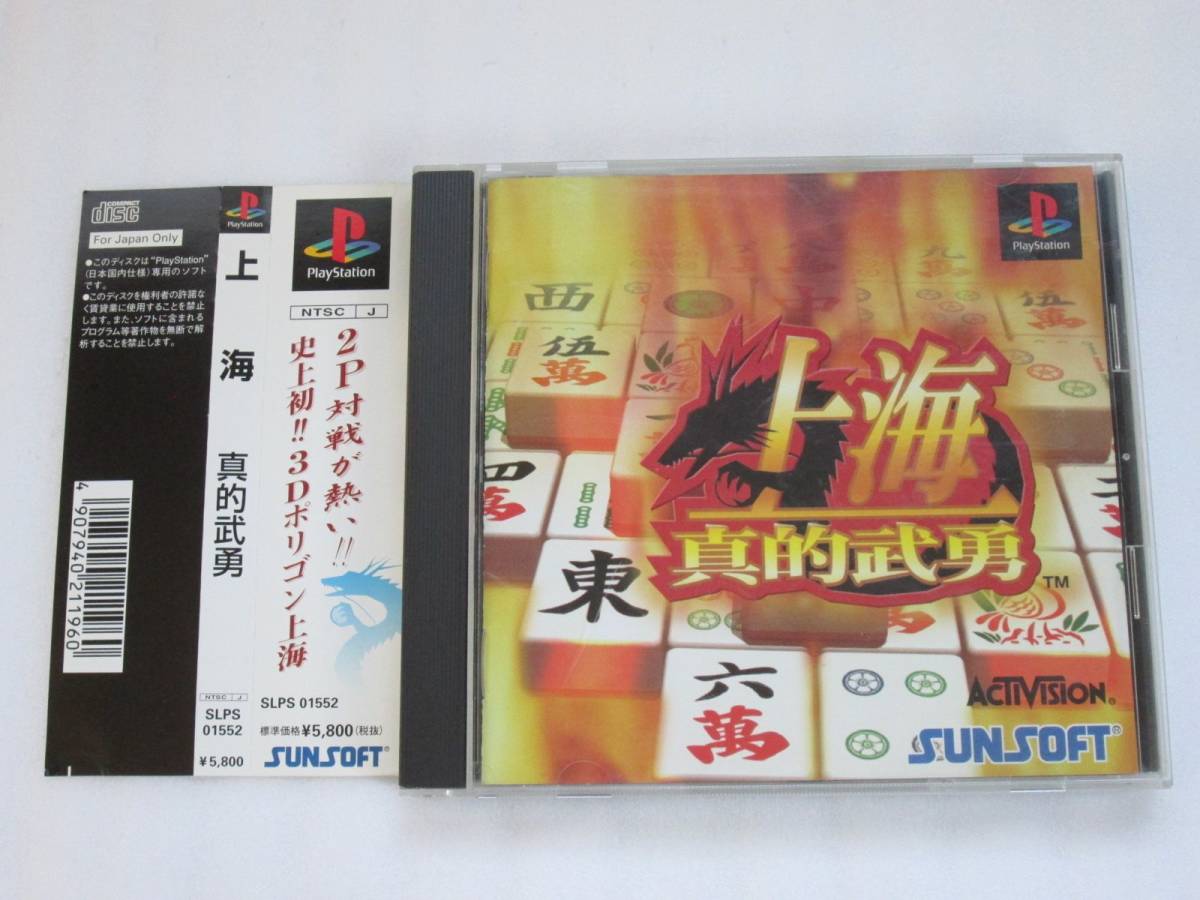 COMPACT
disc
For Japan Only
●このディスクは"PlayStation"
(日本国内仕様)専用のソフト
です。
●このディスクを権利者の許諾な
く賃貸業に使用することを禁止
します。また、ソフトに含まれる
プログラム等著作物を無断で解
析することを禁止します。
4907940211960
PlayStation
上海 真的武勇
NTSC J
SLPS
01552
¥5,800
PlayStation
NTSC J
2P対戦が熱い!!
史上初!!3Dポリゴン上海
SLPS 01552
標準価格¥5,800(税抜)
SUNSOFT®
PlayStation
九
萬
西
中
伍
萬
伍
萬
四
萬
東
六
萬
上海
真的武勇
TM
ACTIVISION®
SUNSOFT®